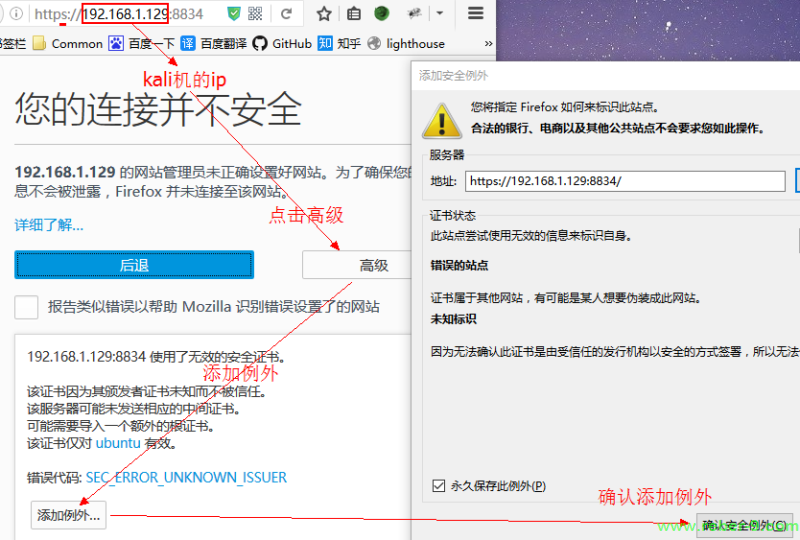 https://192.168.1.129:8834
签栏 Common 百度一下 译 百度翻译 GitHub 知 知乎 lighthouse »
kali机的ip
您的连接并不安全
192.168.1.129 的网站管理员未正确设置好网站。为了确保您的
息不会被泄露，Firefox 并未连接至该网站。
详细了解...
点击高级
后退
高级
报告类似错误以帮助 Mozilla 识别错误设置了的网站
192.168.1.129:8834 使用了无效的安全证书。
添加例外
该证书因为其颁发者证书未知而不被信任。
该服务器可能未发送相应的中间证书。
可能需要导入一个额外的根证书。
该证书仅对 ubuntu 有效。
错误代码: SEC_ERROR_UNKNOWN_ISSUER
添加例外...
添加安全例外
您将指定 Firefox 如何来标识此站点。
合法的银行、电商以及其他公共站点不会要求您如此操作。
服务器
地址: https://192.168.1.129:8834/
证书状态
此站点尝试使用无效的信息来标识自身。
错误的站点
证书属于其他网站，有可能是某人想要伪装成此网站。
未知标识
因为无法确认此证书是由受信任的发行机构以安全的方式签署，所以无法
永久保存此例外(P)
确认添加例外
确认安全例外(C)